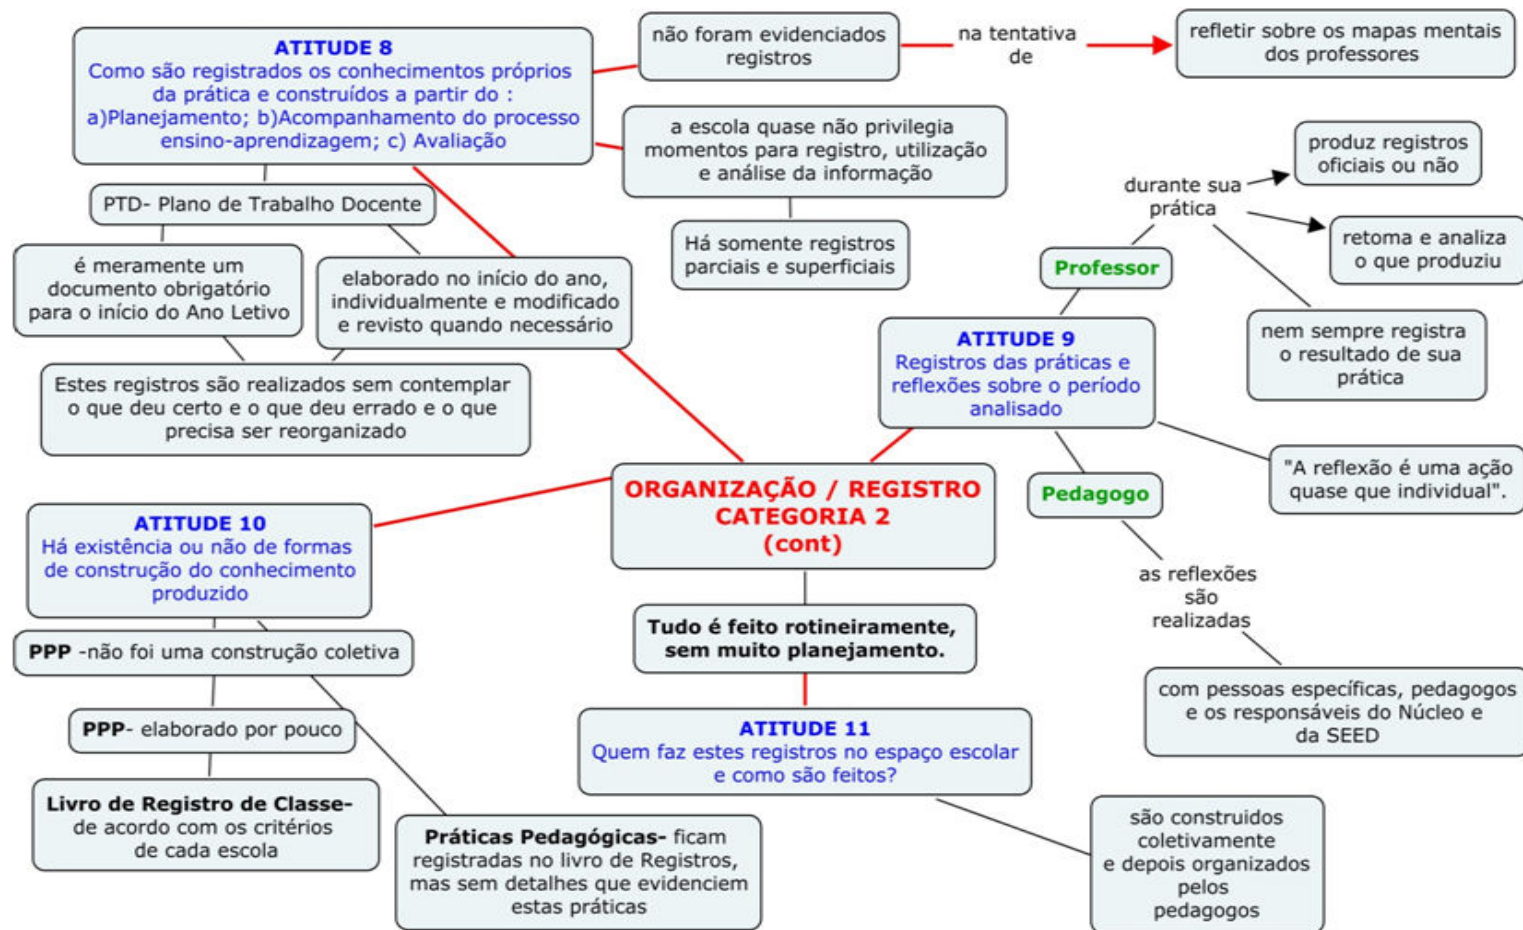 ATITUDE 8
Como são registrados os conhecimentos próprios
da prática e construídos a partir do :
a)Planejamento; b)Acompanhamento do processo
ensino-aprendizagem; c) Avaliação
não foram evidenciados
registros
na tentativa
de
refletir sobre os mapas mentais
dos professores
a escola quase não privilegia
momentos para registro, utilização
e análise da informação
Há somente registros
parciais e superficiais
PTD- Plano de Trabalho Docente
é meramente um
documento obrigatório
para o início do Ano Letivo
elaborado no início do ano,
individualmente e modificado
e revisto quando necessário
Estes registros são realizados sem contemplar
o que deu certo e o que deu errado e o que
precisa ser reorganizado
produz registros
oficiais ou não
durante sua
prática
retoma e analiza
o que produziu
Professor
nem sempre registra
o resultado de sua
prática
ATITUDE 9
Registros das práticas e
reflexões sobre o período
analisado
"A reflexão é uma ação
quase que individual".
Pedagogo
as reflexões
são
realizadas
com pessoas específicas, pedagogos
e os responsáveis do Núcleo e
da SEED
ORGANIZAÇÃO / REGISTRO
CATEGORIA 2
(cont)
ATITUDE 10
Há existência ou não de formas
de construção do conhecimento
produzido
PPP -não foi uma construção coletiva
PPP- elaborado por pouco
Livro de Registro de Classe-
de acordo com os critérios
de cada escola
Práticas Pedagógicas- ficam
registradas no livro de Registros,
mas sem detalhes que evidenciem
estas práticas
Tudo é feito rotineiramente,
sem muito planejamento.
ATITUDE 11
Quem faz estes registros no espaço escolar
e como são feitos?
são construidos
coletivamente
e depois organizados
pelos
pedagogos